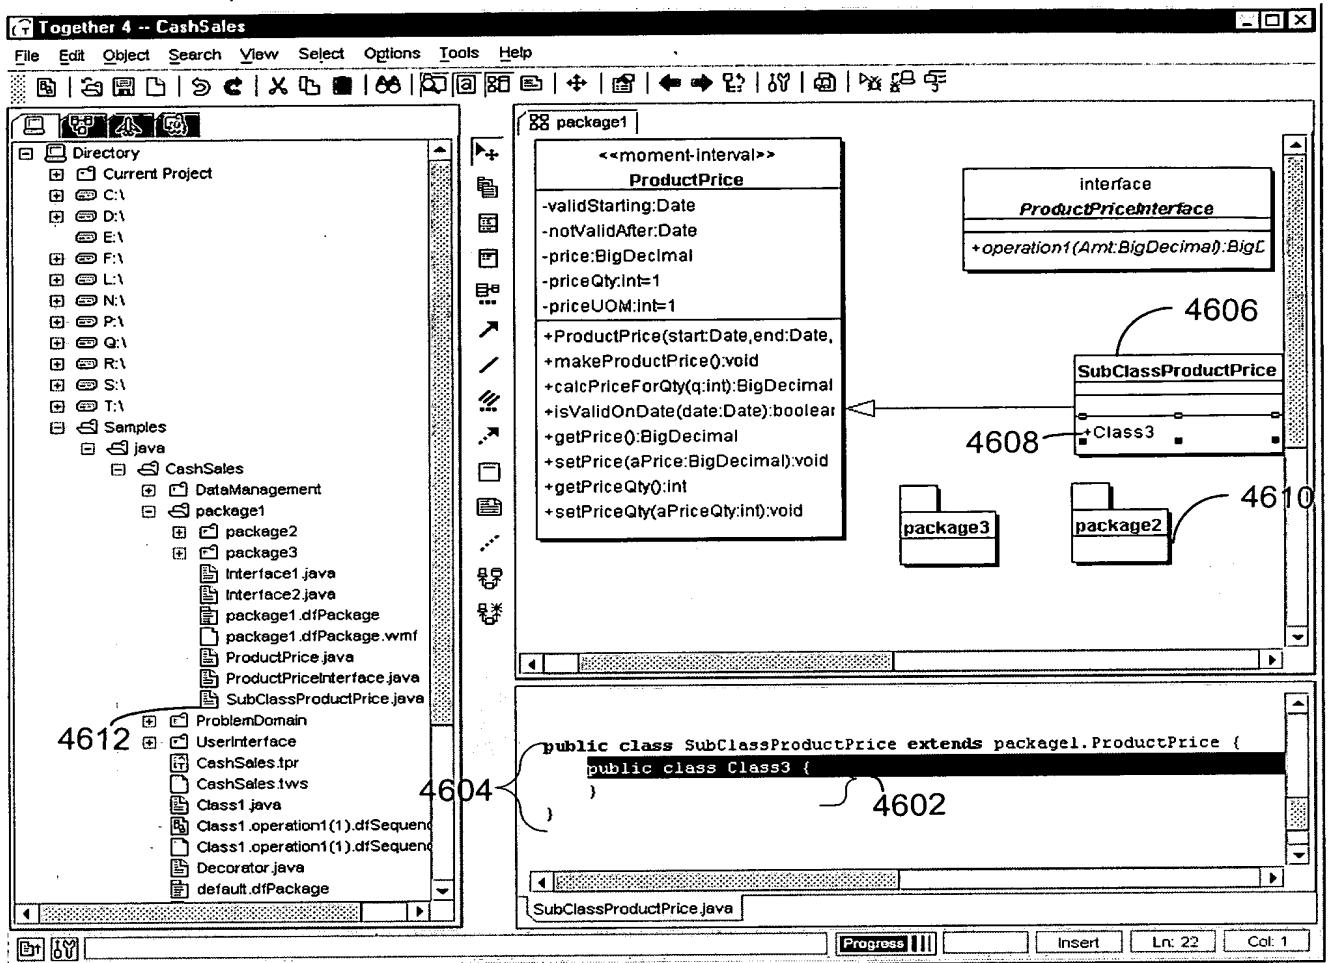 Together 4 -- CashSales
File Edit Object Search View Select Options Tools Help
Directory
Current Project
C:\
D:\
E:\
F:\
L:\
N:\
P:\
Q:\
R:\
S:\
T:\
Samples
java
CashSales
DataManagement
package1
package2
package3
Interface1.java
Interface2.java
package1.dfPackage
package1.dfPackage.wmf
ProductPrice.java
ProductPriceInterface.java
SubClassProductPrice.java
4612
ProblemDomain
UserInterface
CashSales.tpr
CashSales.tws
Class1.java
Class1.operation1(1).dfSequenc
Class1.operation1(1).dfSequenc
Decorator.java
default.dfPackage
package1
<<moment-interval>>
ProductPrice
-validStarting:Date
-notValidAfter:Date
-price:BigDecimal
-priceQty:int=1
-priceUOM:int=1
+ProductPrice(start:Date,end:Date,
+makeProductPrice():void
+calcPriceForQty(q:int):BigDecimal
+isValidOnDate(date:Date):boolear
+getPrice():BigDecimal
+setPrice(aPrice:BigDecimal):void
+getPriceQty():int
+setPriceQty(aPriceQty:int):void
interface
ProductPriceInterface
+operation1(Amt:BigDecimal):BigD
4606
SubClassProductPrice
4608
+Class3
4610
package3
package2
4604
public class SubClassProductPrice extends package1.ProductPrice {
public class Class3 {
}
4602
}
SubClassProductPrice.java
Progress
Insert
Ln: 22
Col: 1